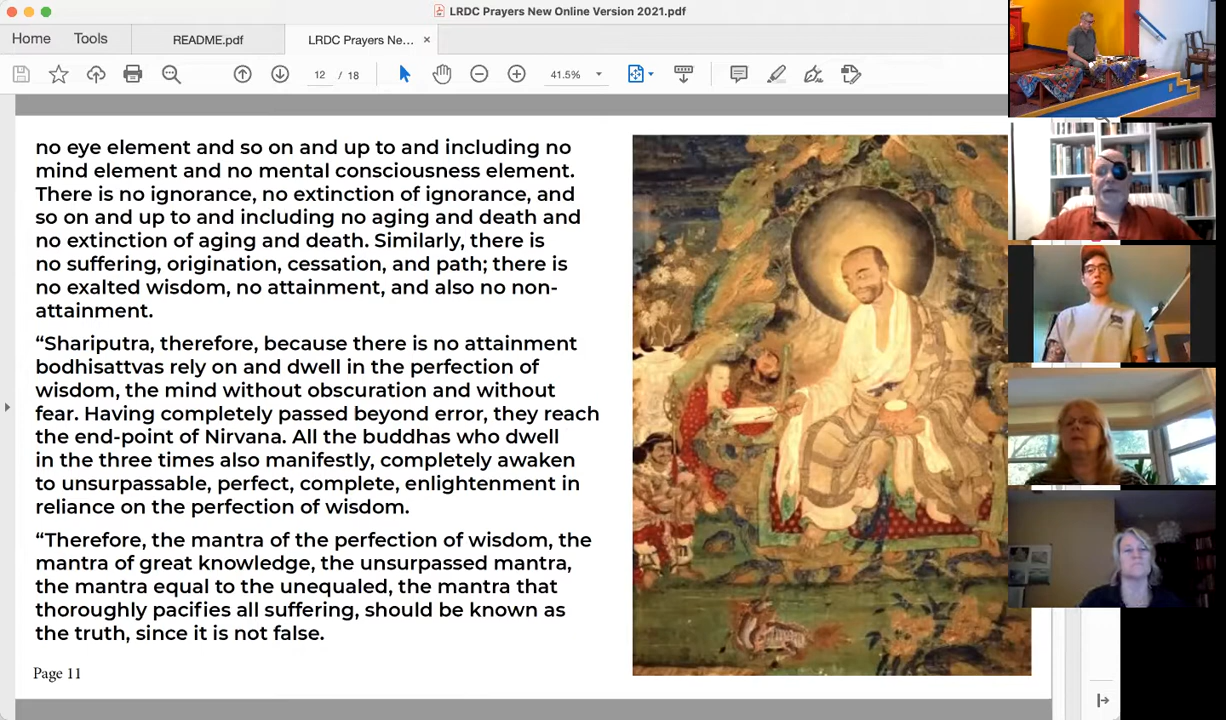 LRDC Prayers New Online Version 2021.pdf
Home
Tools
README.pdf
LRDC Prayers Ne...
×
12 / 18
41.5%
no eye element and so on and up to and including no
mind element and no mental consciousness element.
There is no ignorance, no extinction of ignorance, and
so on and up to and including no aging and death and
no extinction of aging and death. Similarly, there is
no suffering, origination, cessation, and path; there is
no exalted wisdom, no attainment, and also no non-
attainment.
“Shariputra, therefore, because there is no attainment
bodhisattvas rely on and dwell in the perfection of
wisdom, the mind without obscuration and without
fear. Having completely passed beyond error, they reach
the end-point of Nirvana. All the buddhas who dwell
in the three times also manifestly, completely awaken
to unsurpassable, perfect, complete, enlightenment in
reliance on the perfection of wisdom.
“Therefore, the mantra of the perfection of wisdom, the
mantra of great knowledge, the unsurpassed mantra,
the mantra equal to the unequaled, the mantra that
thoroughly pacifies all suffering, should be known as
the truth, since it is not false.
Page 11